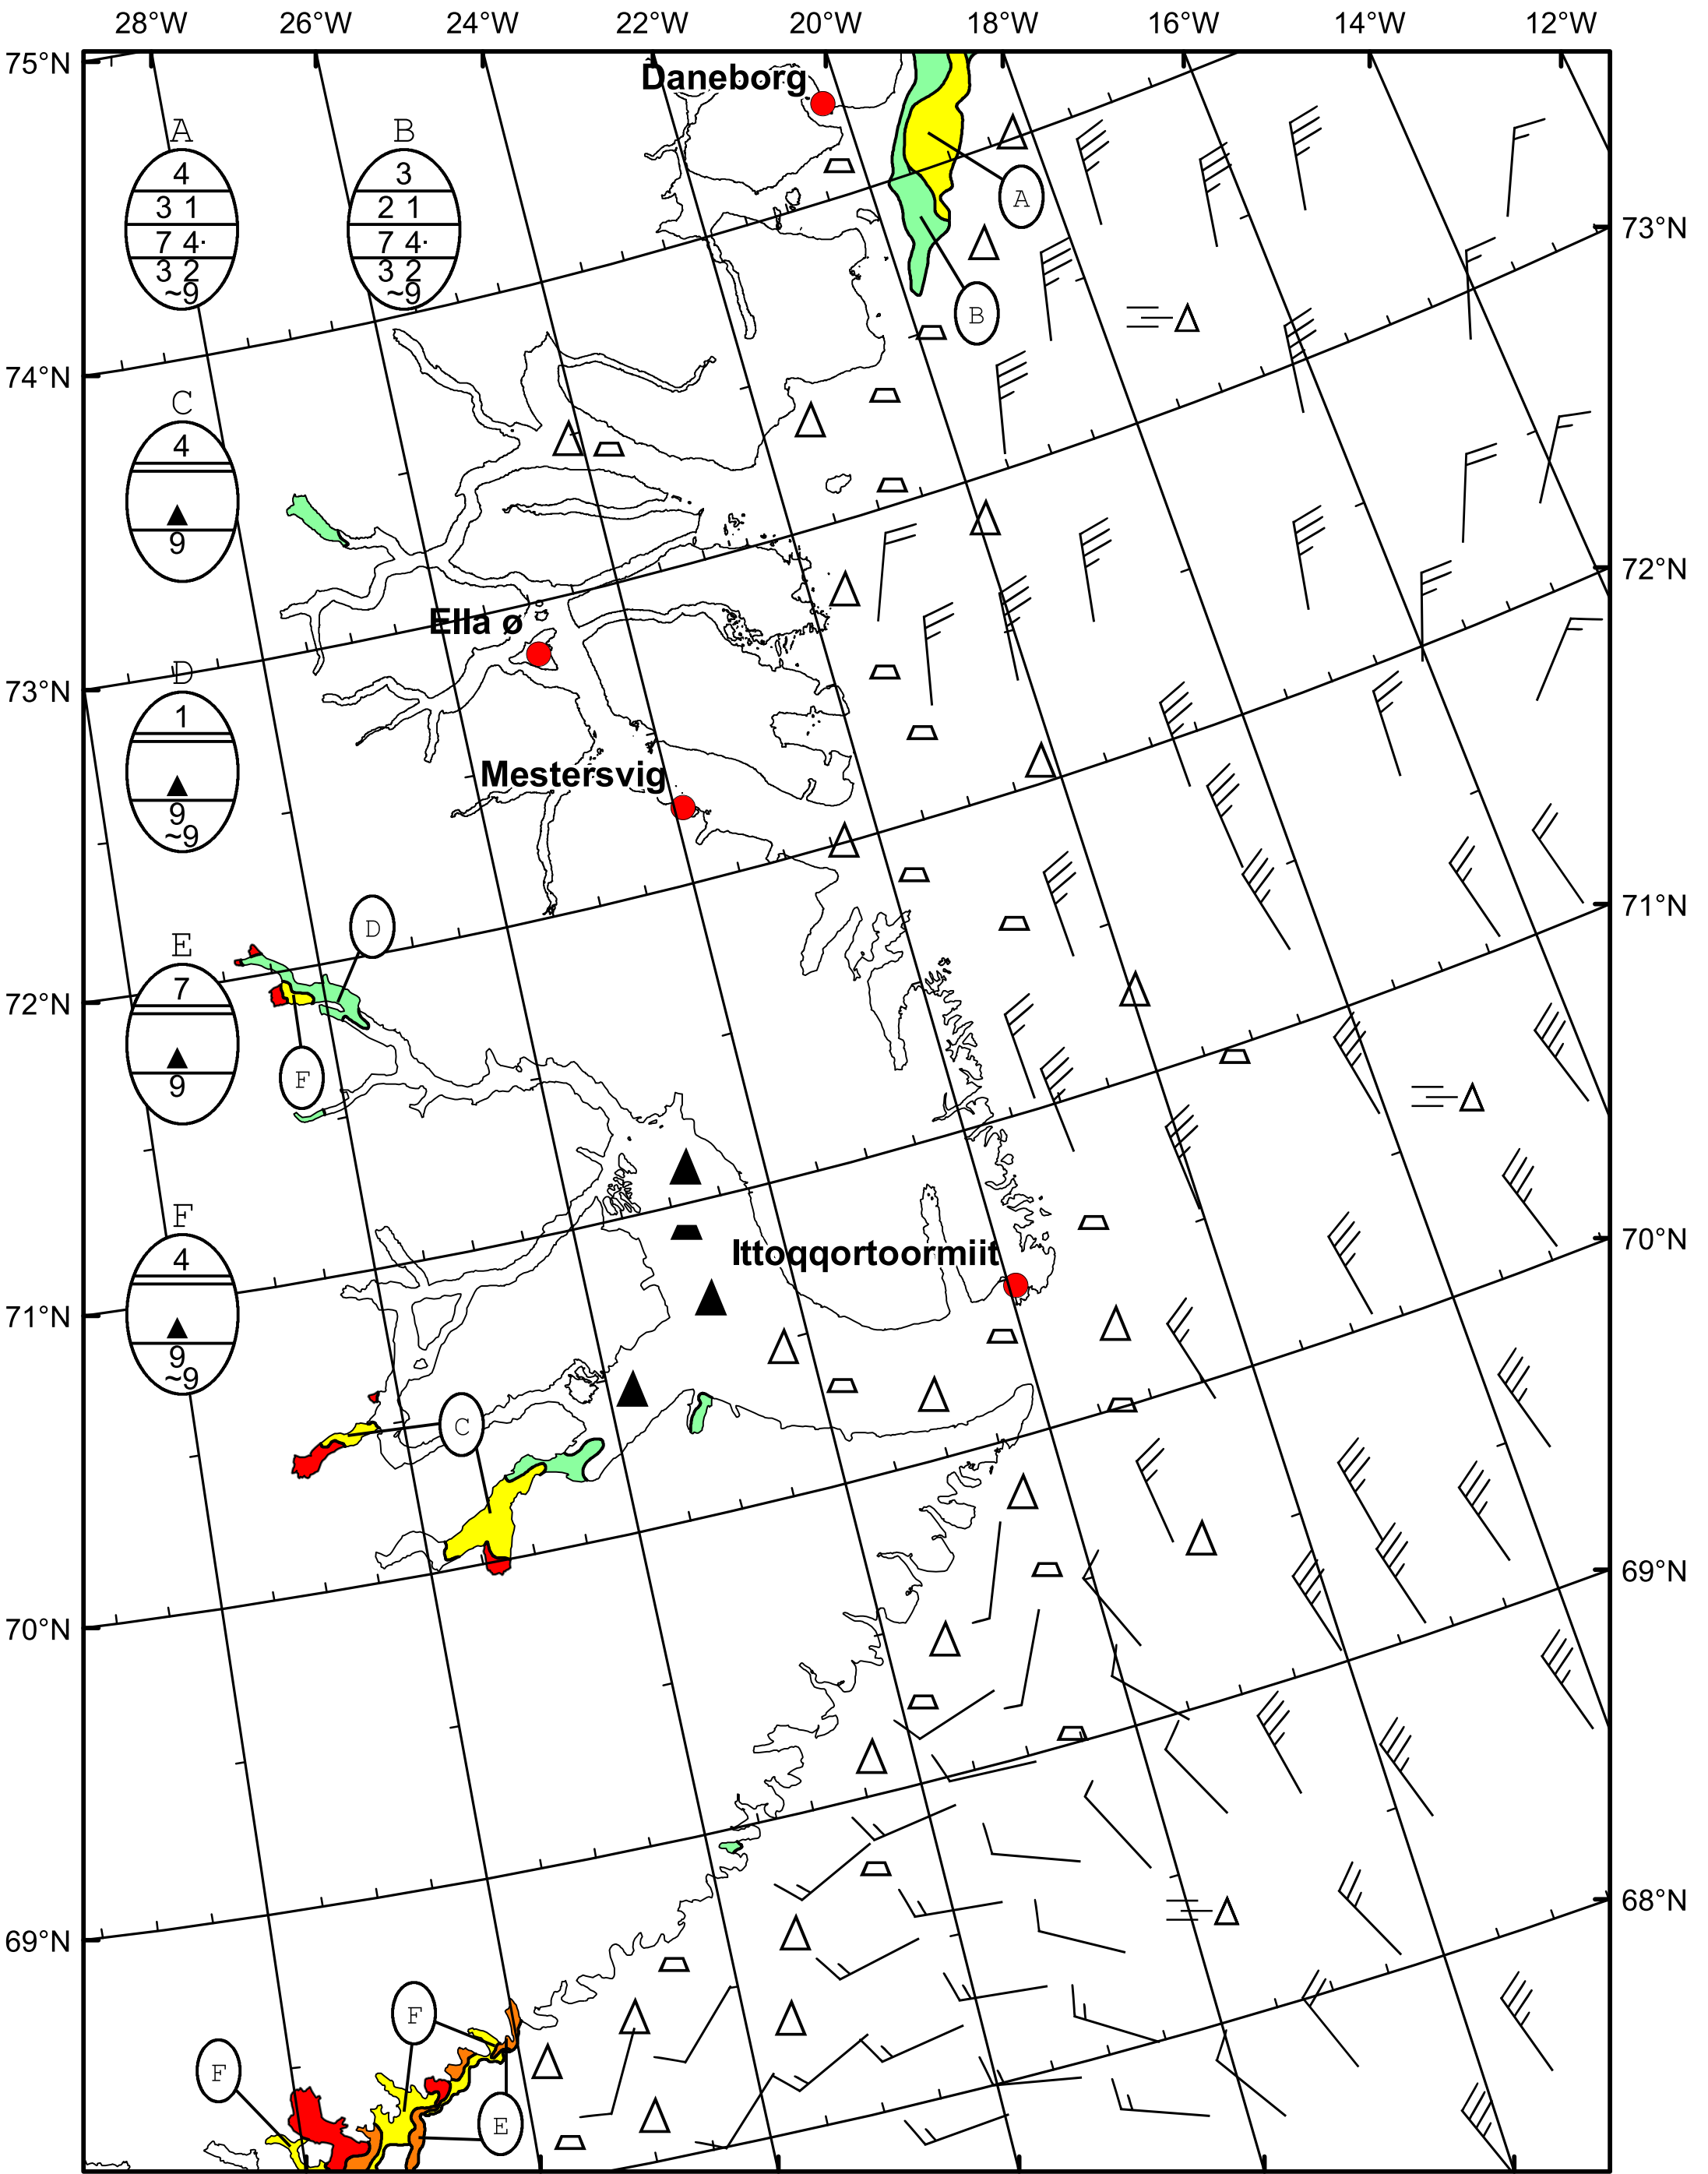 28°W 26°W 24°W 22°W 20°W 18°W 16°W 14°W 12°W
75°N
Daneborg
A B
4 3
3 1 2 1
7 4· 7 4·
3 2 3 2
~9 ~9
A
73°N
B
74°N
C
4
▲
9
72°N
Ella ø
D
1
▲
9
~9
73°N
Mestersvig
71°N
D
E
7
▲
9
72°N
F
F
4
▲
9
~9
70°N
Ittoqqortoormiit
71°N
C
69°N
70°N
68°N
69°N
F
F
E